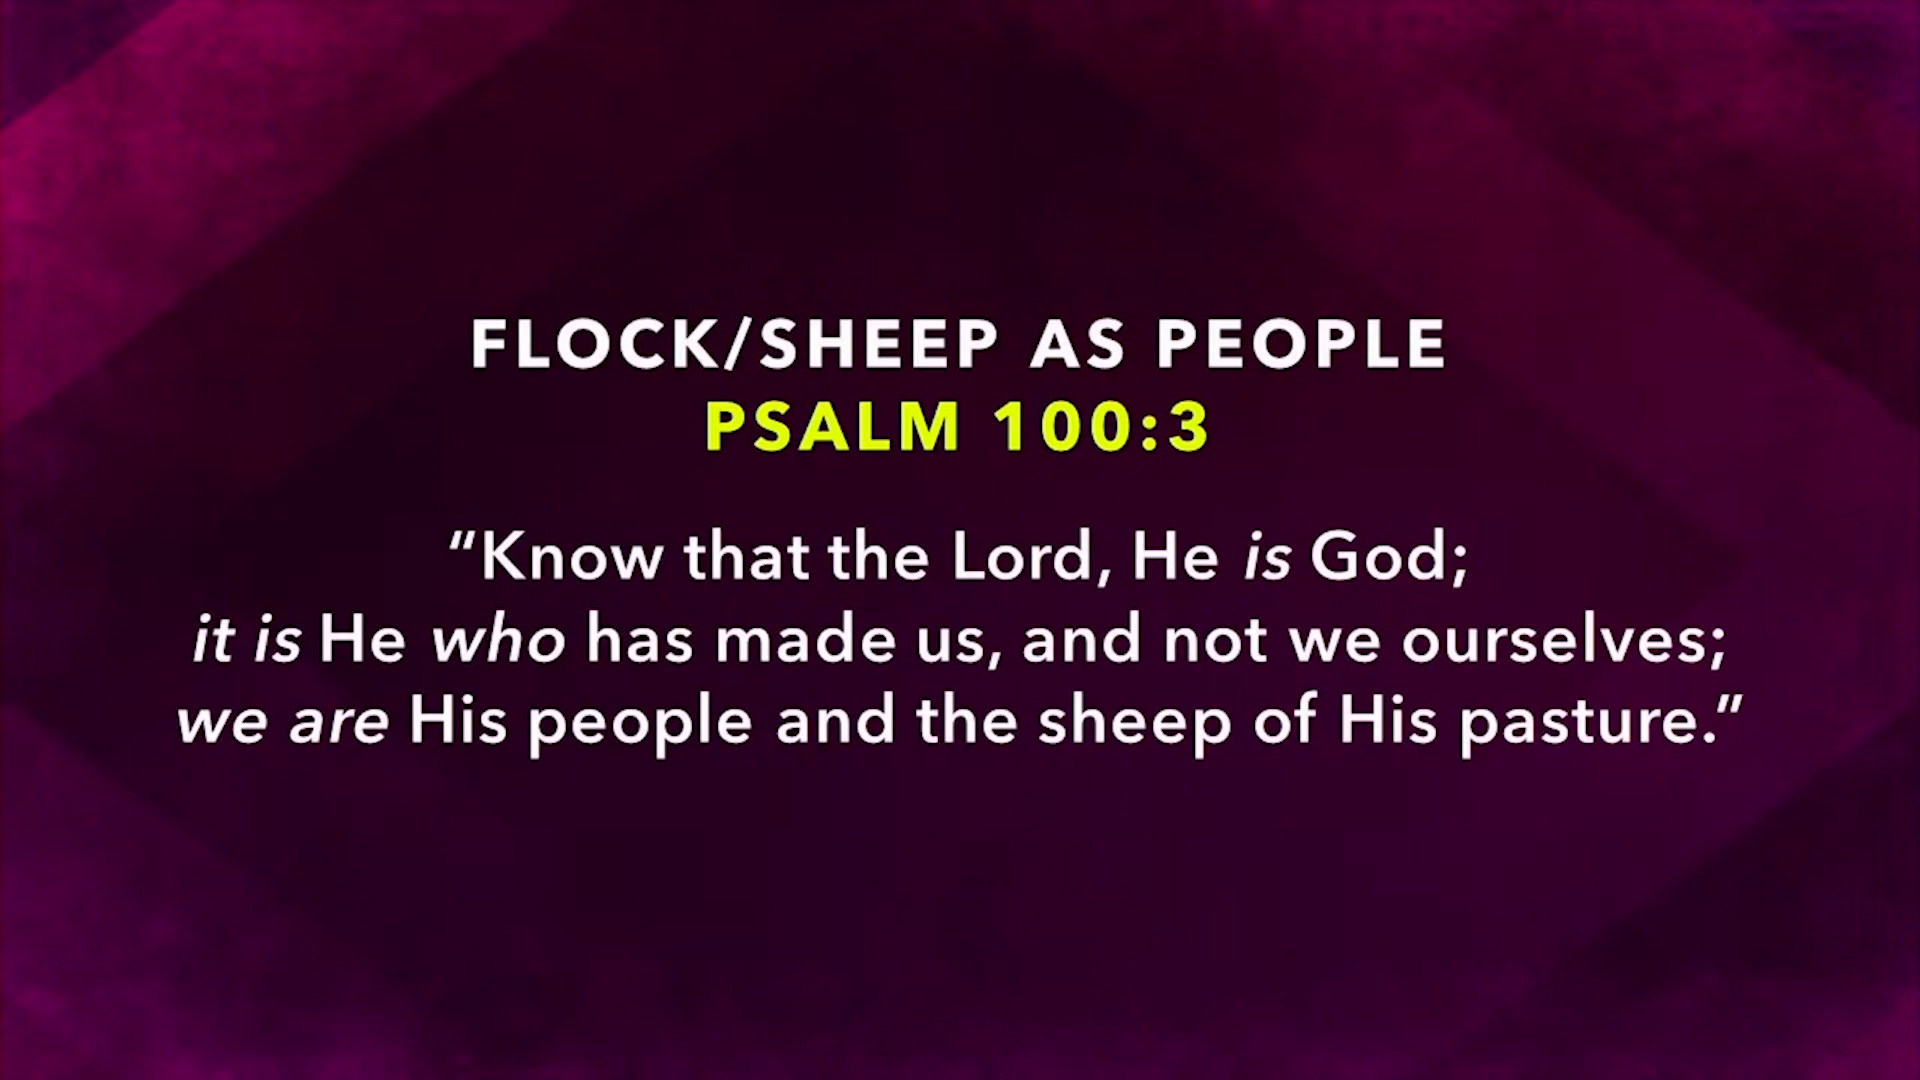 FLOCK/SHEEP AS PEOPLE
PSALM 100:3
“Know that the Lord, He is God;
it is He who has made us, and not we ourselves;
we are His people and the sheep of His pasture.”